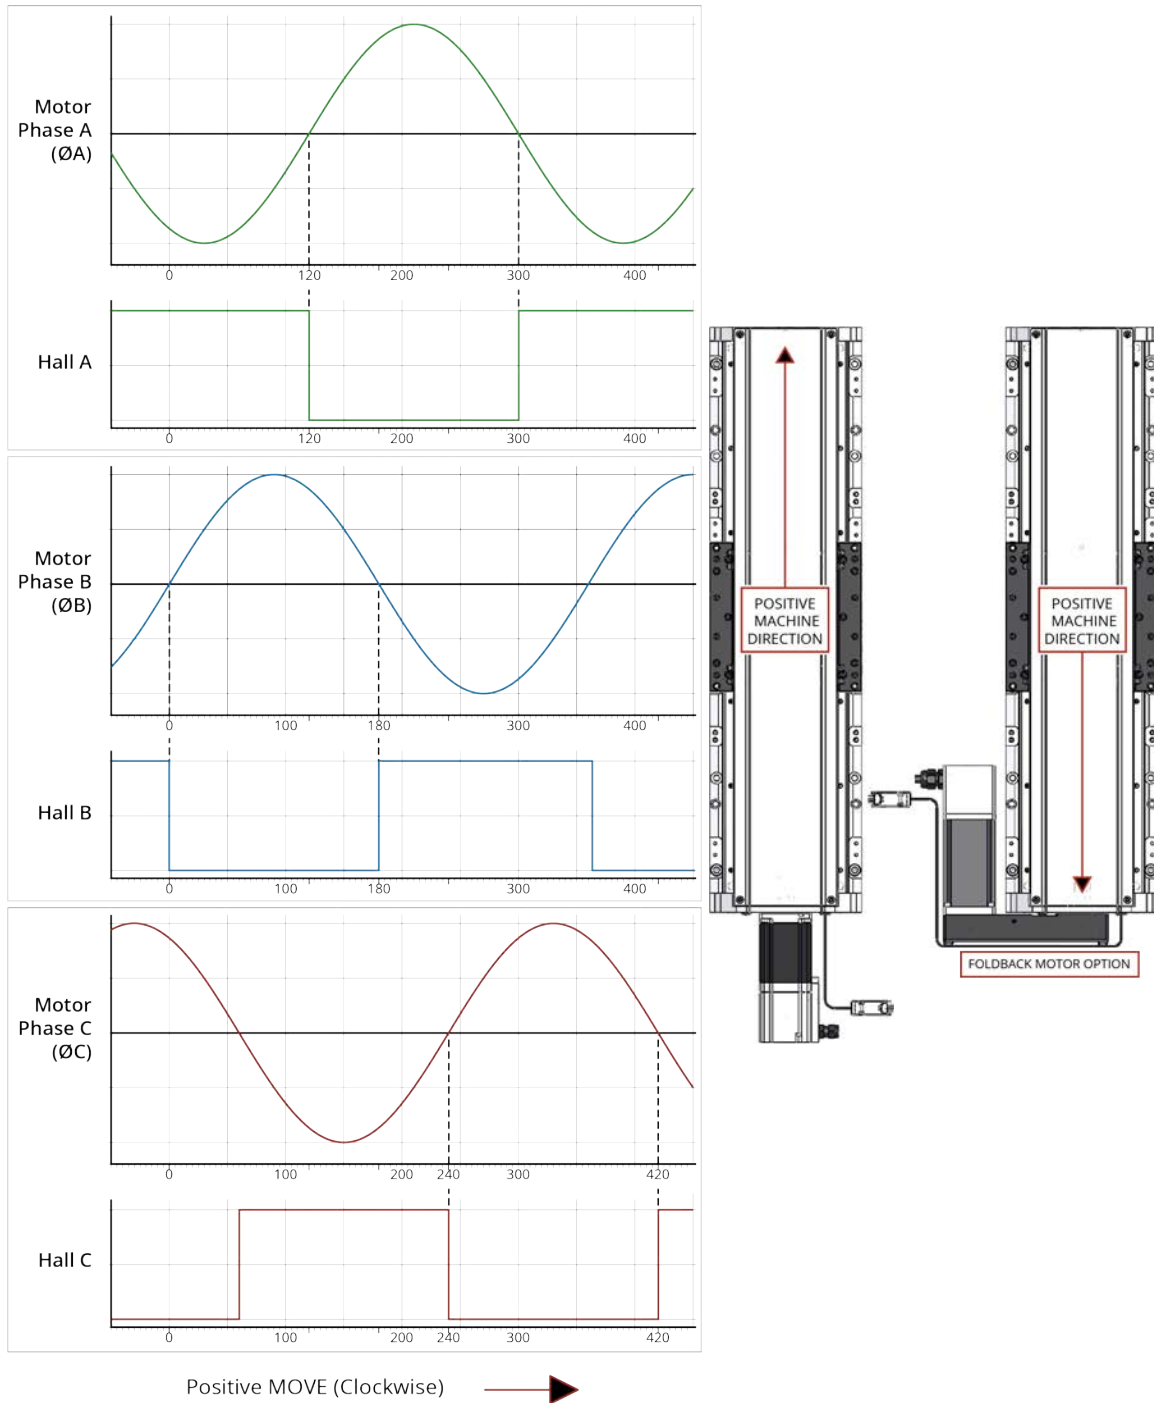 Motor
Phase A
(ØA)
0 120 200 300 400
Hall A
0 120 200 300 400
Motor
Phase B
(ØB)
0 100 180 300 400
Hall B
0 100 180 300 400
Motor
Phase C
(ØC)
0 100 200 240 300 420
Hall C
0 100 200 240 300 420
Positive MOVE (Clockwise)
POSITIVE
MACHINE
DIRECTION
POSITIVE
MACHINE
DIRECTION
FOLDBACK MOTOR OPTION